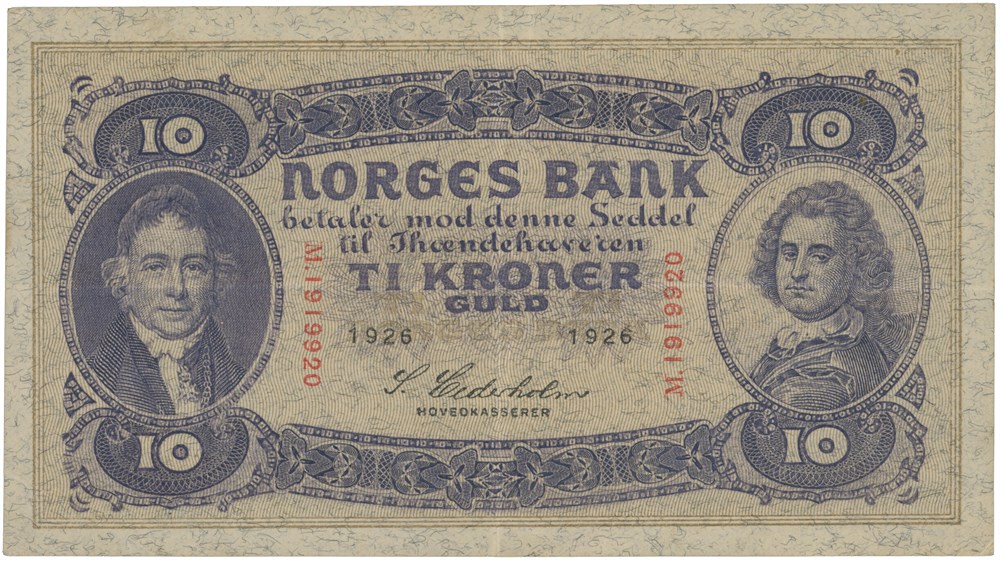 10
10
NORGES BANK
betaler mod denne Seddel
til Ihændehaveren
TI KRONER
GULD
M.1919920
M.1919920
1926
1926
S. Cederholm
HOVEDKASSERER
10
10